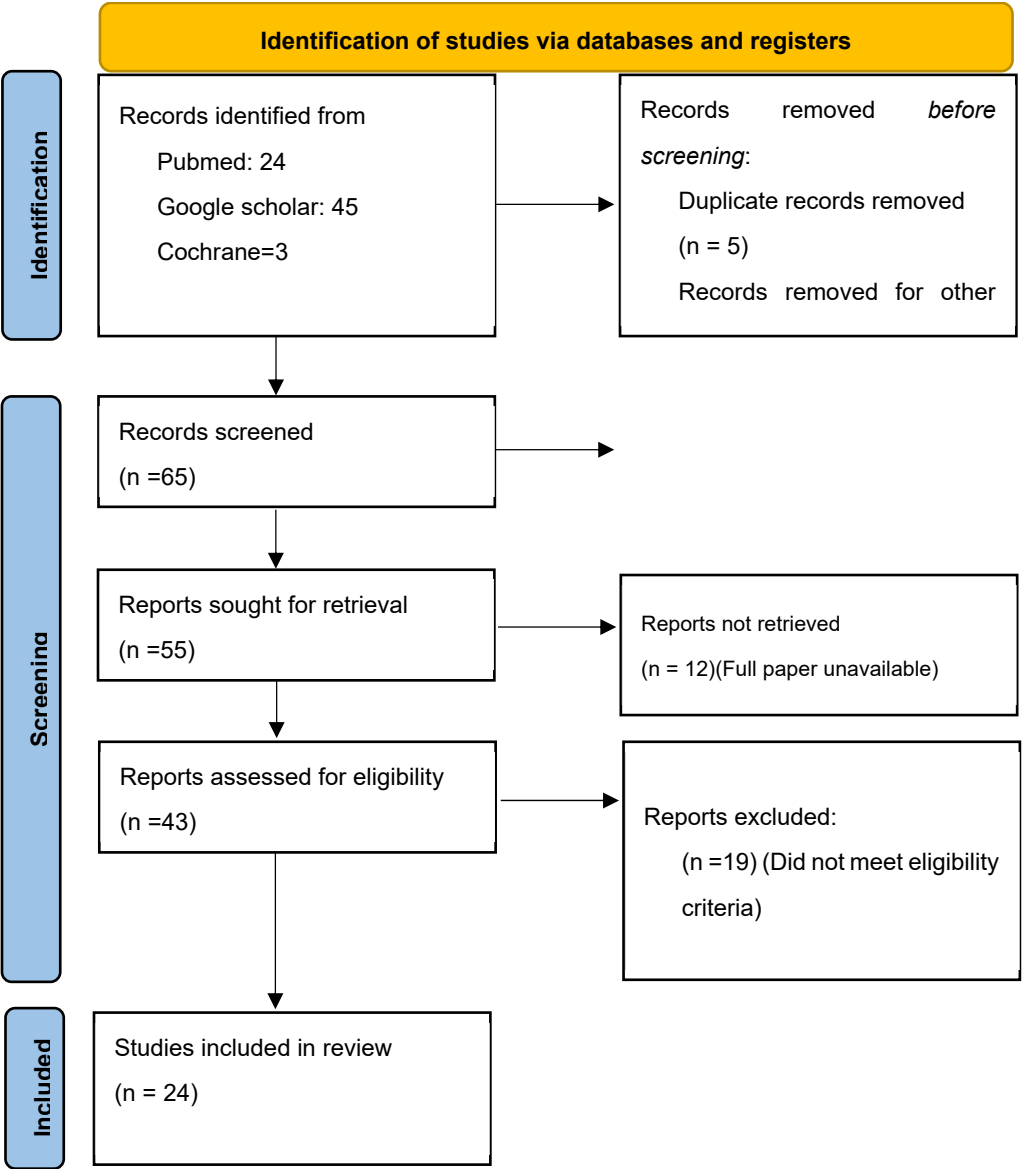 Identification of studies via databases and registers
Identification
Records identified from
Pubmed: 24
Google scholar: 45
Cochrane=3
Records removed before
screening:
Duplicate records removed
(n = 5)
Records removed for other
Screening
Records screened
(n =65)
Reports sought for retrieval
(n =55)
Reports not retrieved
(n = 12)(Full paper unavailable)
Reports assessed for eligibility
(n =43)
Reports excluded:
(n =19) (Did not meet eligibility
criteria)
Included
Studies included in review
(n = 24)